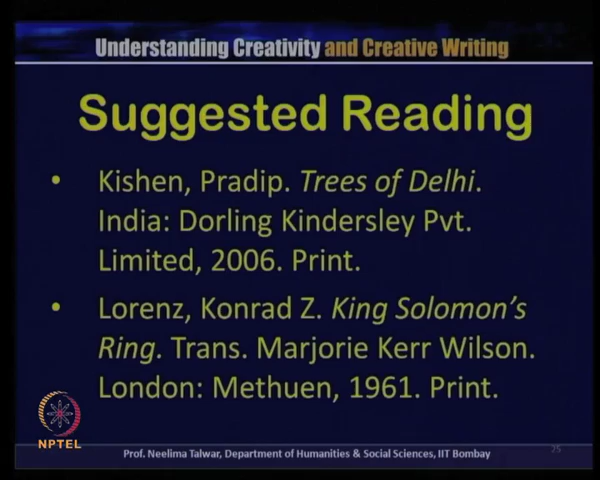 Understanding Creativity and Creative Writing
Suggested Reading
• Kishen, Pradip. Trees of Delhi.
India: Dorling Kindersley Pvt.
Limited, 2006. Print.
• Lorenz, Konrad Z. King Solomon's
Ring. Trans. Marjorie Kerr Wilson.
London: Methuen, 1961. Print.
NPTEL
Prof. Neelima Talwar, Department of Humanities & Social Sciences, IIT Bombay
25